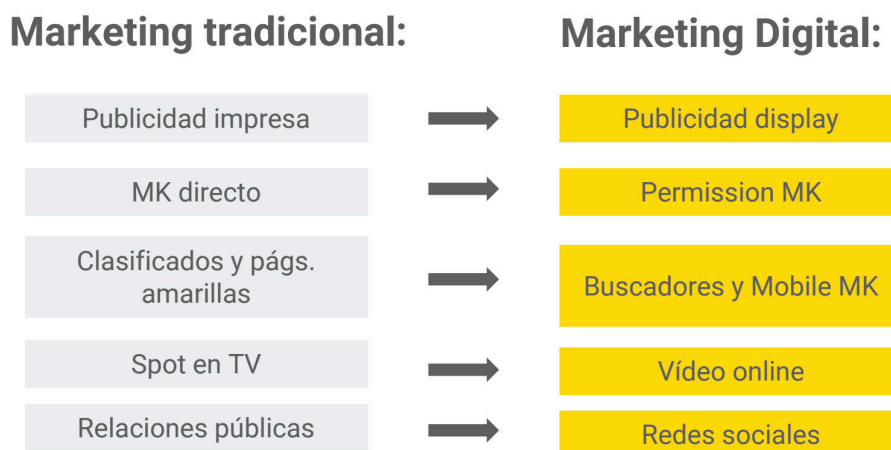 Marketing tradicional:
Marketing Digital:
Publicidad impresa
Publicidad display
MK directo
Permission MK
Clasificados y págs.
amarillas
Buscadores y Mobile MK
Spot en TV
Vídeo online
Relaciones públicas
Redes sociales